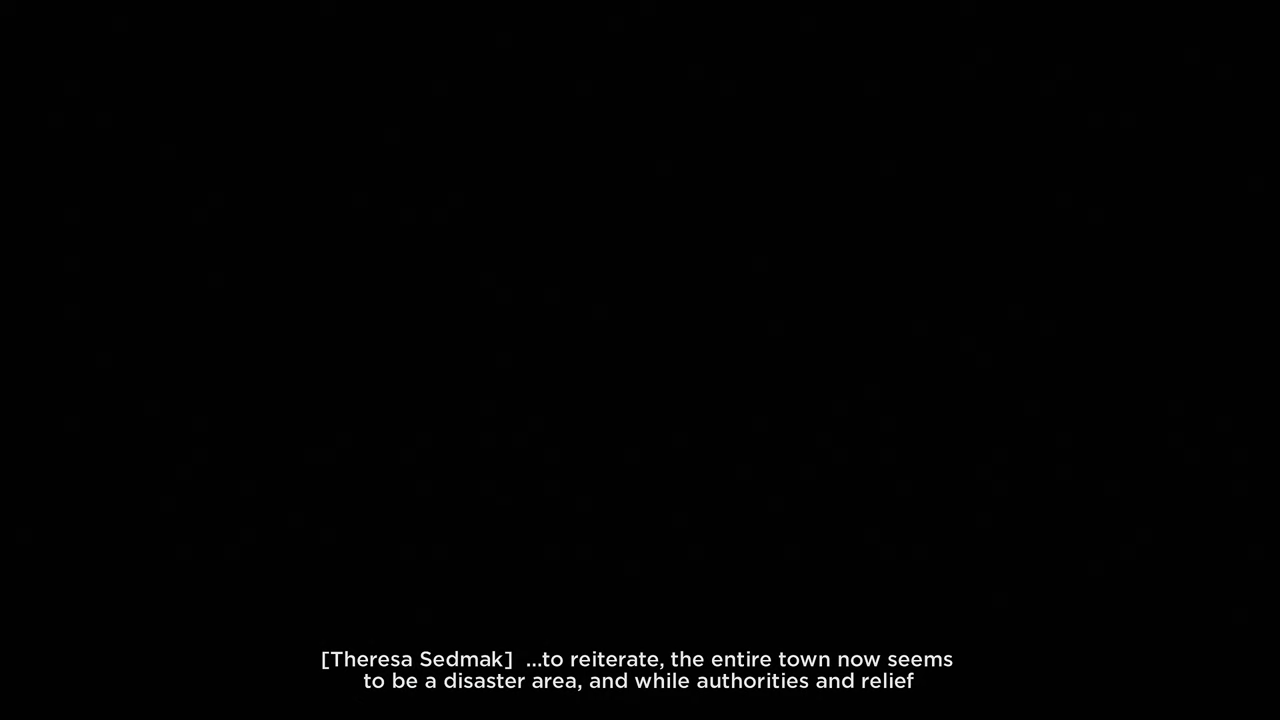 [Theresa Sedmak]  ...to reiterate, the entire town now seems
to be a disaster area, and while authorities and relief